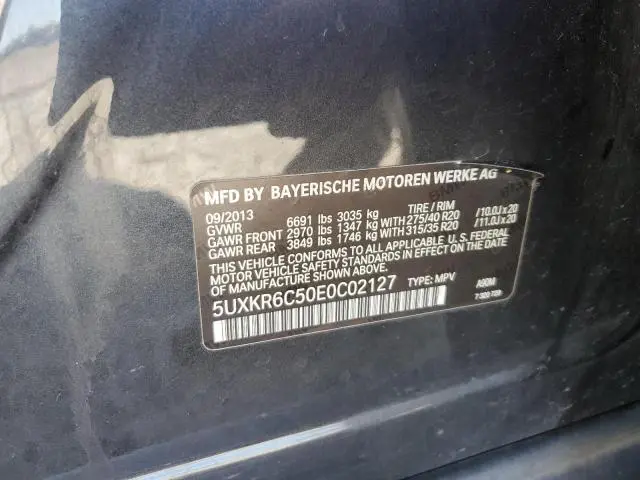 MFD BY BAYERISCHE MOTOREN WERKE AG
09/2013 TIRE / RIM
GVWR 6691 lbs 3035 kg
GAWR FRONT 2970 lbs 1347 kg WITH 275/40 R20 /10.0J x 20
GAWR REAR 3849 lbs 1746 kg WITH 315/35 R20 /11.0J x 20
THIS VEHICLE CONFORMS TO ALL APPLICABLE U.S. FEDERAL
MOTOR VEHICLE SAFETY STANDARDS IN EFFECT
ON THE DATE OF MANUFACTURE SHOWN ABOVE.
5UXKR6C50E0C02127 TYPE: MPV A90M